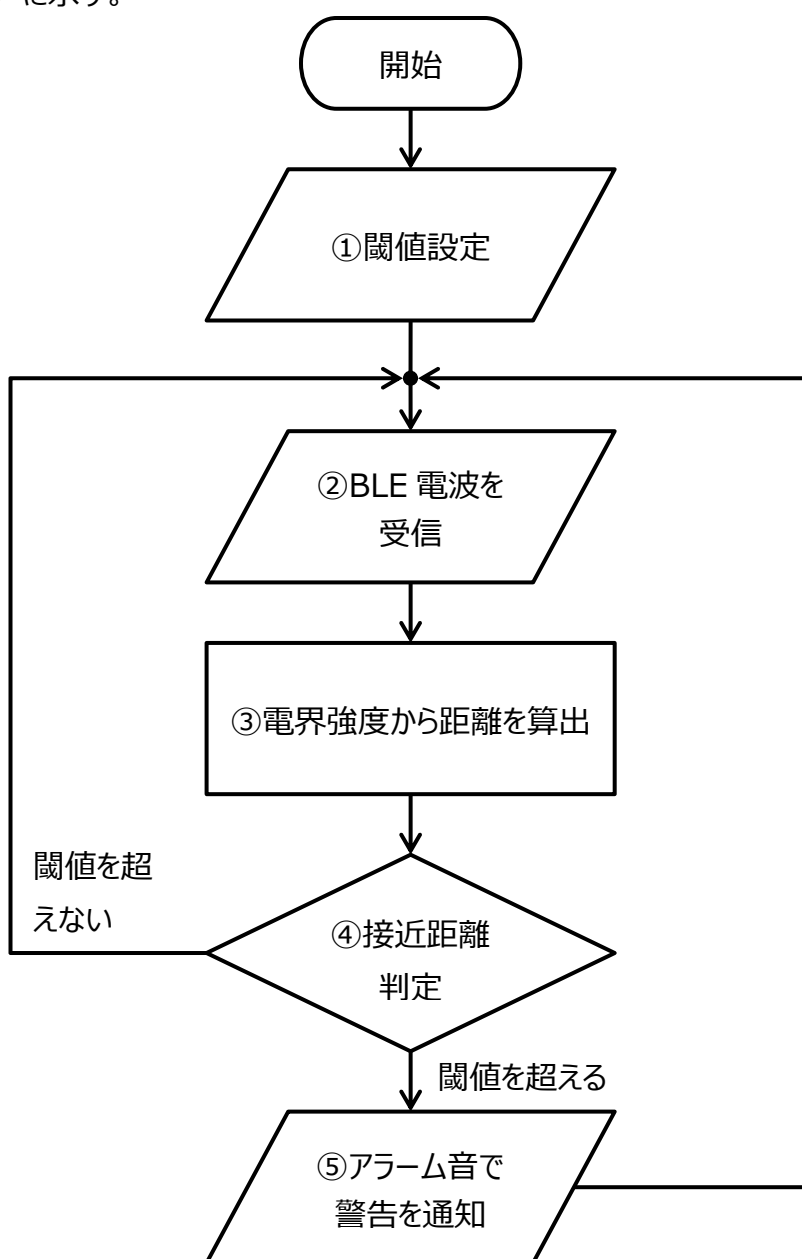 に示す。
開始
①閾値設定
②BLE 電波を
受信
③電界強度から距離を算出
閾値を超
えない
④接近距離
判定
閾値を超える
⑤アラーム音で
警告を通知